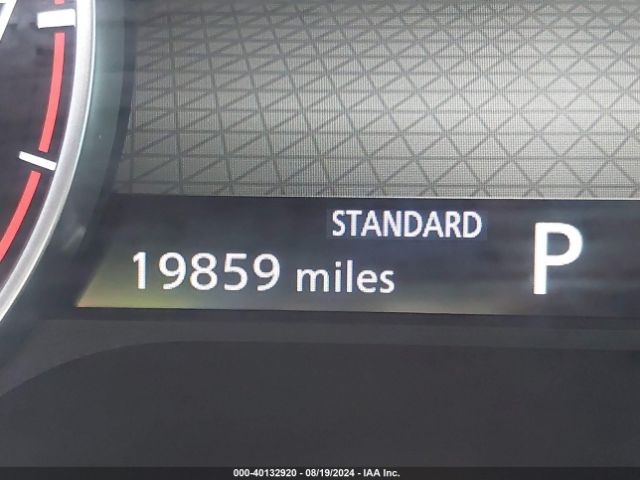 STANDARD
19859 miles P
000-40132920 - 08/19/2024 - IAA Inc.